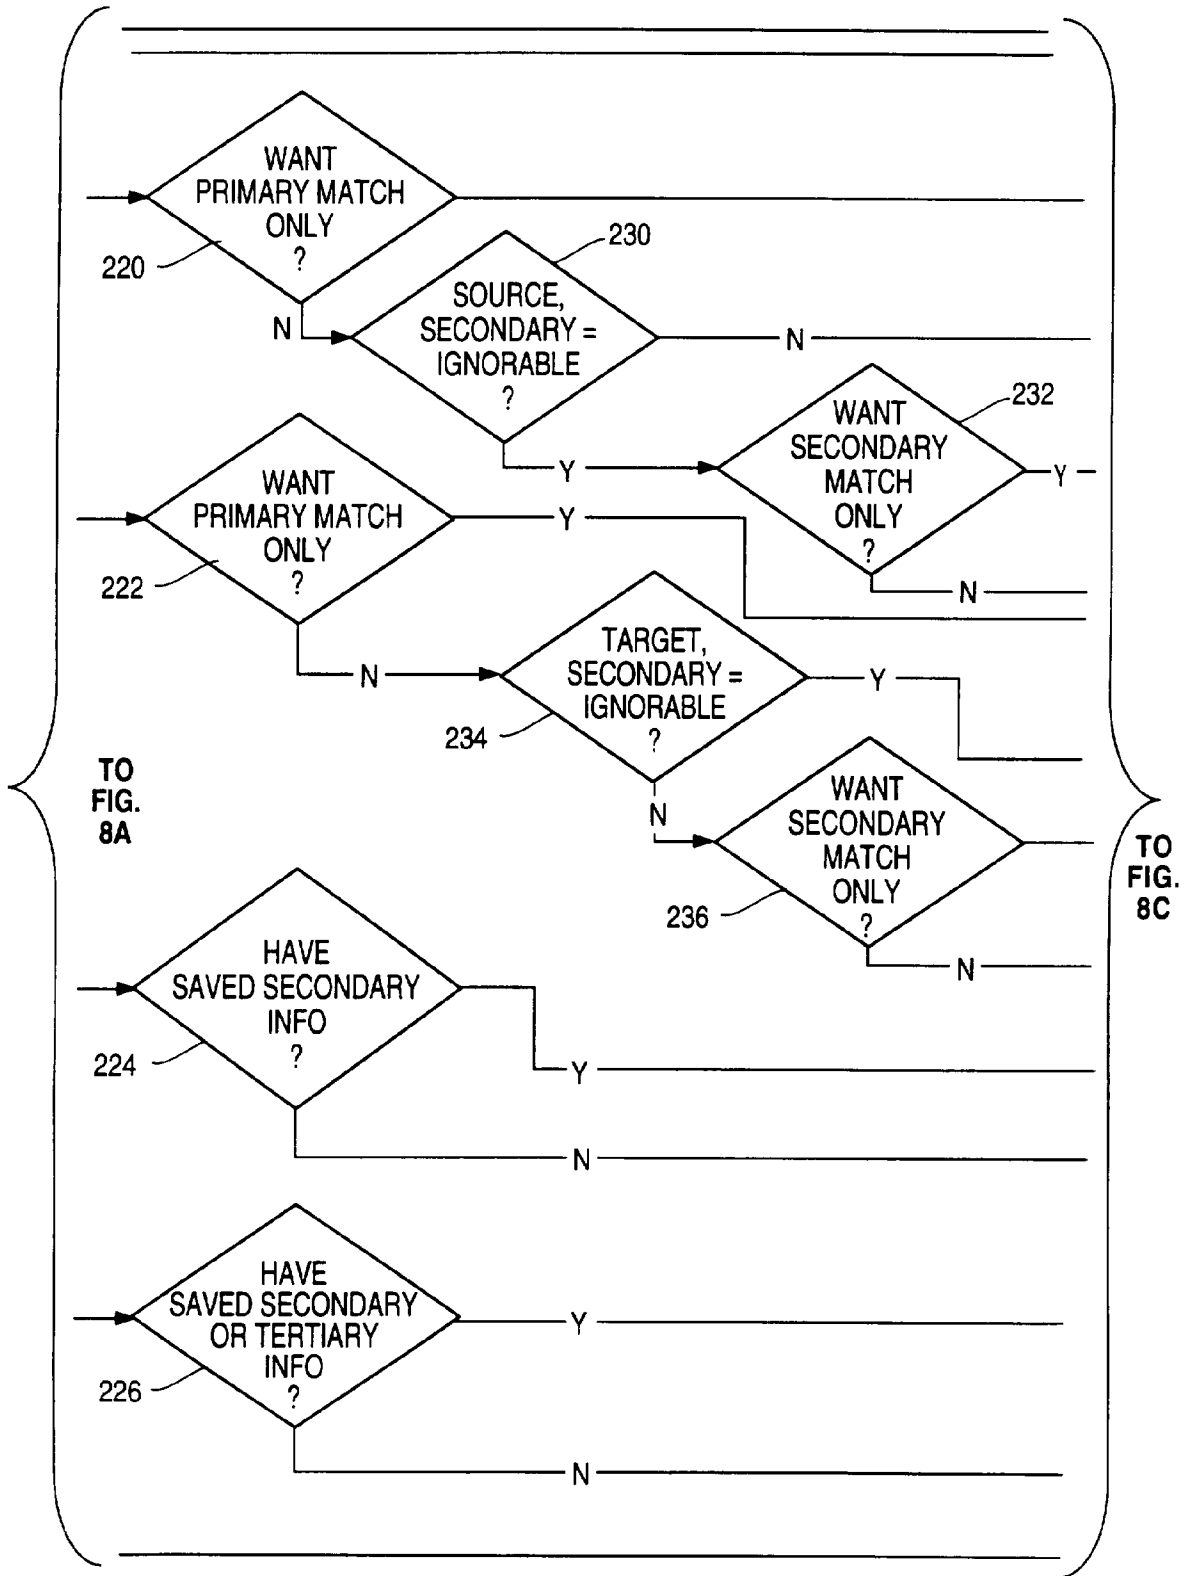 WANT
PRIMARY MATCH
ONLY
?
220
N
230
SOURCE,
SECONDARY =
IGNORABLE
?
N
Y
232
WANT
SECONDARY
MATCH
ONLY
?
Y
N
WANT
PRIMARY MATCH
ONLY
?
222
Y
N
TARGET,
SECONDARY =
IGNORABLE
?
234
Y
N
WANT
SECONDARY
MATCH
ONLY
?
236
N
TO
FIG.
8A
TO
FIG.
8C
HAVE
SAVED SECONDARY
INFO
?
224
Y
N
HAVE
SAVED SECONDARY
OR TERTIARY
INFO
?
226
Y
N